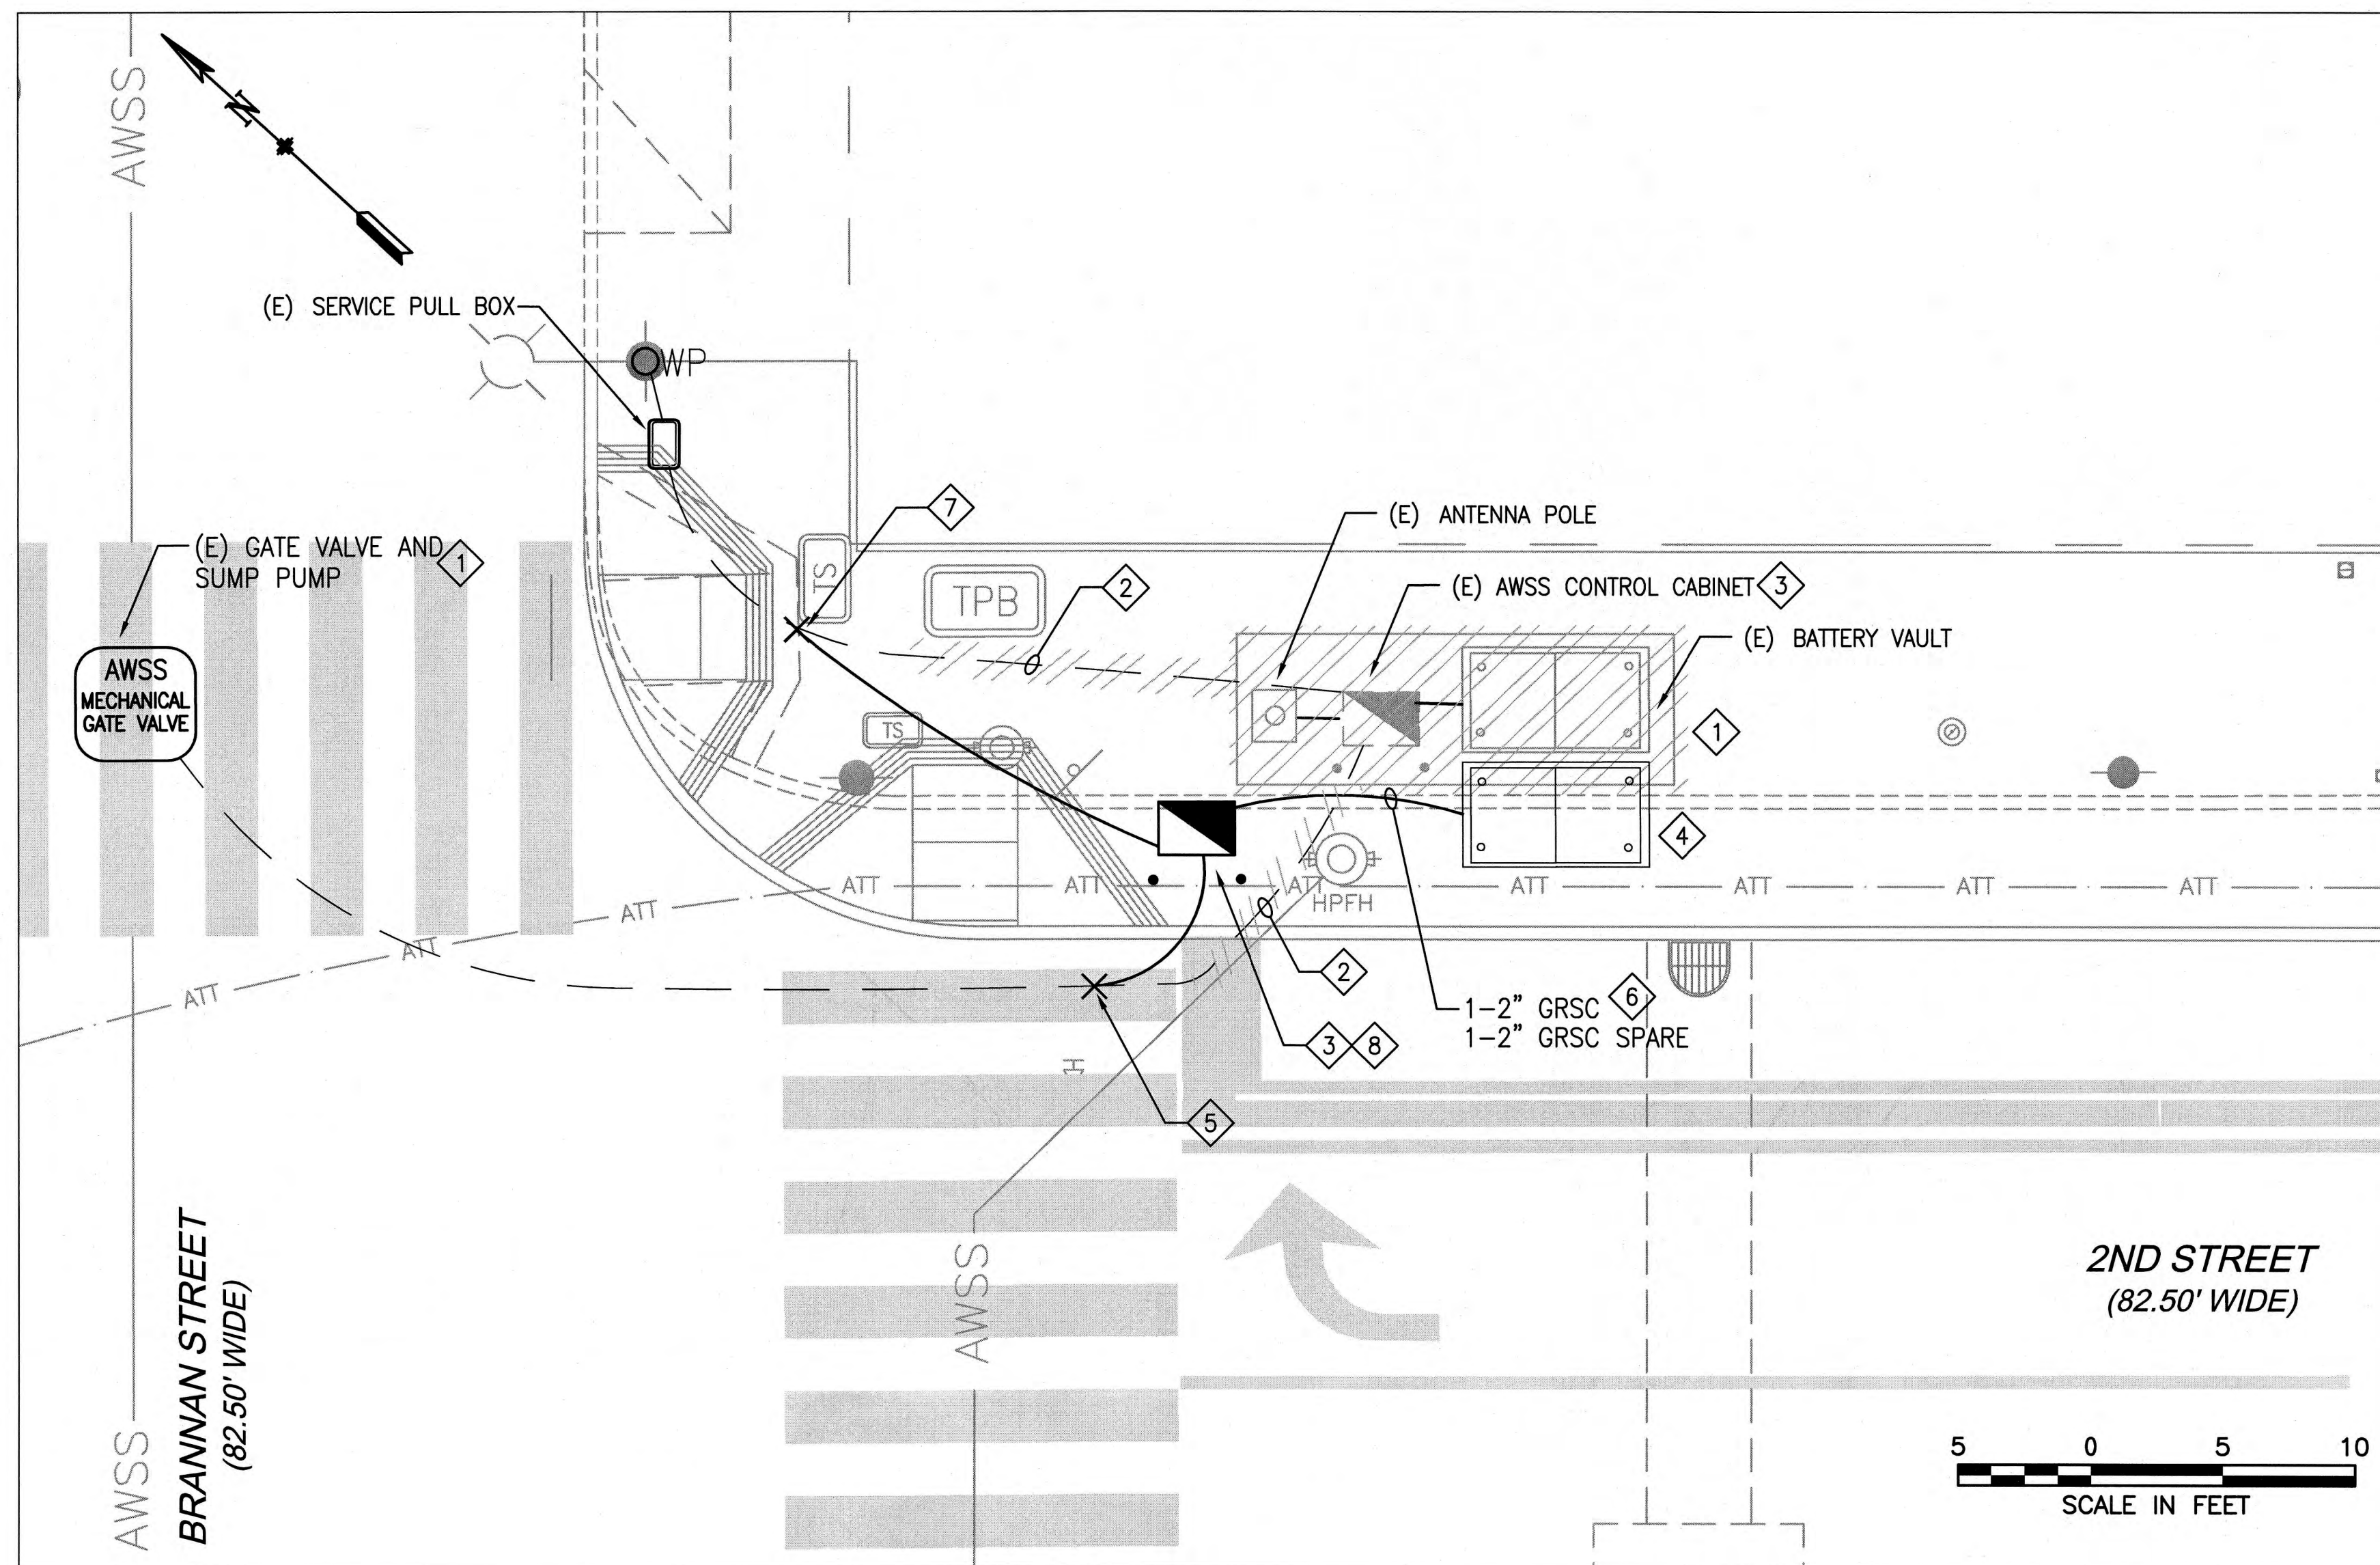 AWSS
N
(E) SERVICE PULL BOX
WP
7
(E) ANTENNA POLE
(E) GATE VALVE AND
SUMP PUMP
1
TS
TPB
2
(E) AWSS CONTROL CABINET
3
(E) BATTERY VAULT
AWSS
MECHANICAL
GATE VALVE
TS
1
4
ATT
ATT
ATT
ATT
ATT
ATT
ATT
HPFH
ATT
ATT
ATT
2
1-2" GRSC
6
1-2" GRSC SPARE
3
8
5
AWSS
AWSS
BRANNAN STREET
(82.50' WIDE)
2ND STREET
(82.50' WIDE)
5 0 5 10
SCALE IN FEET